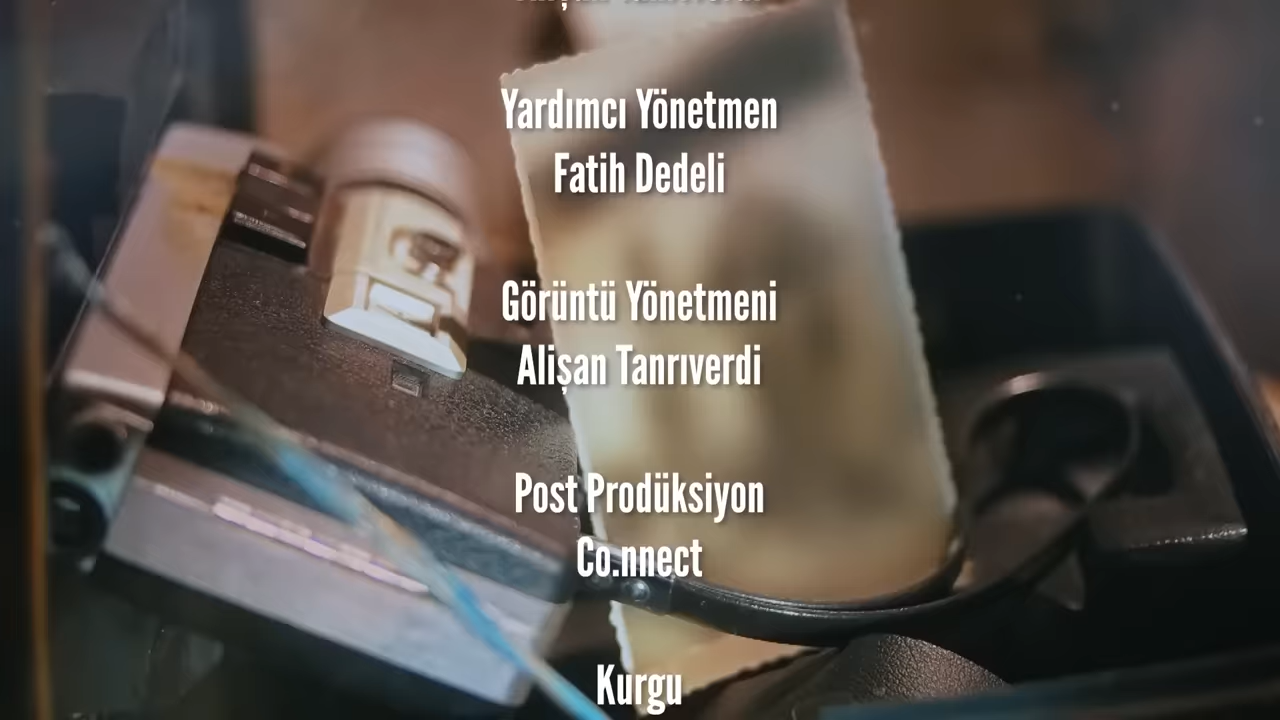 Yardımcı Yönetmen
Fatih Dedeli
Görüntü Yönetmeni
Alişan Tanrıverdi
Post Prodüksiyon
Co.nnect
Kurgu